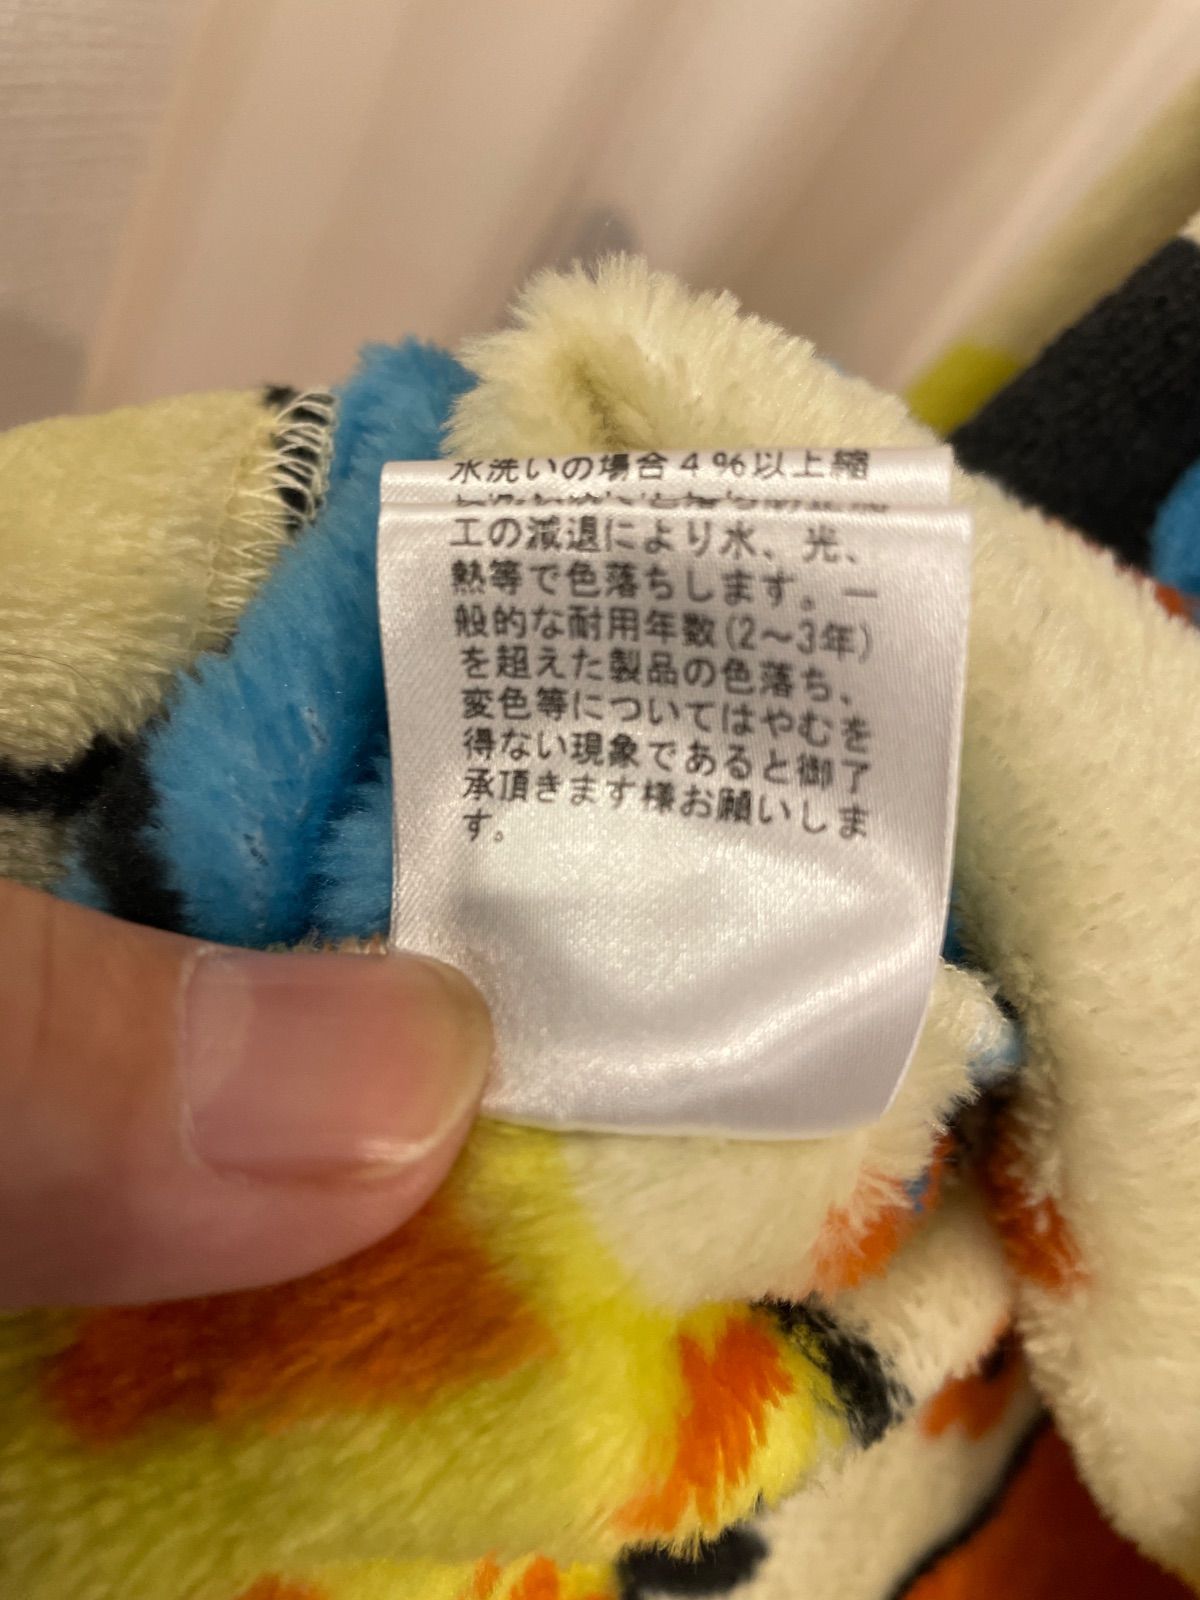 水洗いの場合4%以上縮
工の減退により水、光、
熱等で色落ちします。一
般的な耐用年数(2〜3年)
を超えた製品の色落ち、
変色等についてはやむを
得ない現象であると御了
承頂きます様お願いしま
す。